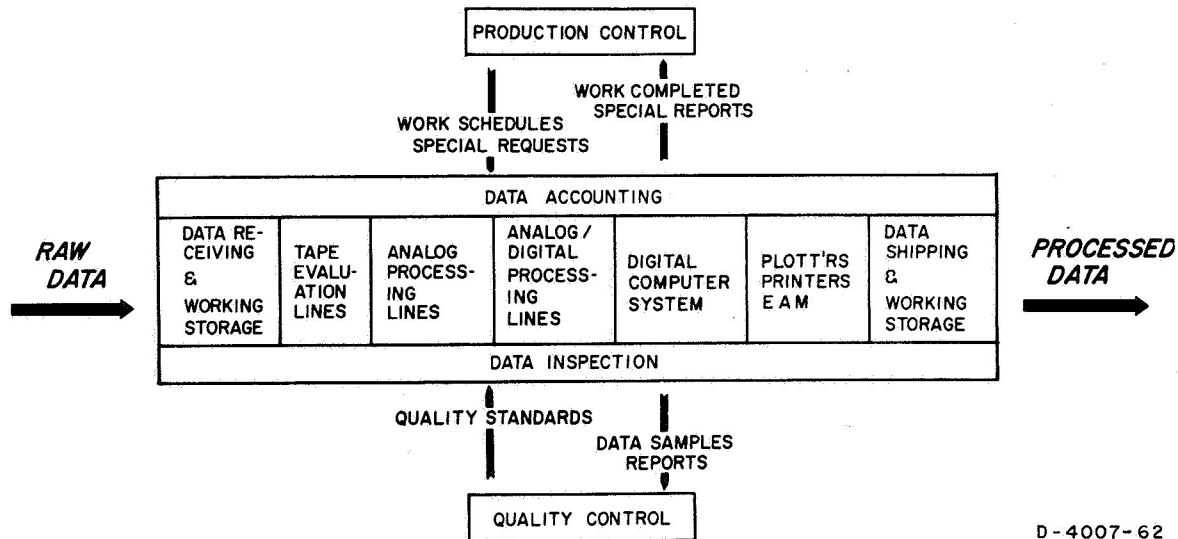 PRODUCTION CONTROL
WORK COMPLETED
SPECIAL REPORTS
WORK SCHEDULES
SPECIAL REQUESTS
DATA ACCOUNTING
RAW
DATA
DATA RE-
CEIVING
&
WORKING
STORAGE
TAPE
EVALU-
ATION
LINES
ANALOG
PROCESS-
ING
LINES
ANALOG /
DIGITAL
PROCESS-
ING
LINES
DIGITAL
COMPUTER
SYSTEM
PLOTT'RS
PRINTERS
E A M
DATA
SHIPPING
&
WORKING
STORAGE
PROCESSED
DATA
DATA INSPECTION
QUALITY STANDARDS
DATA SAMPLES
REPORTS
QUALITY CONTROL
D-4007-62